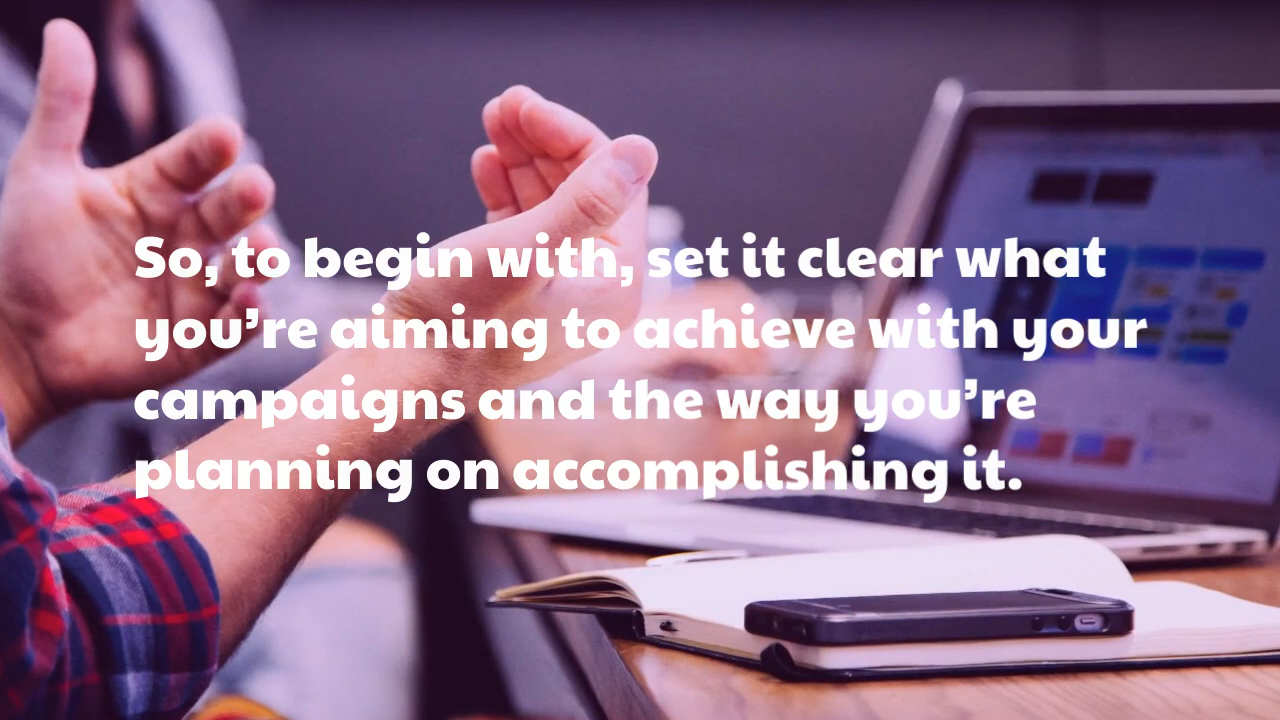 So, to begin with, set it clear what
you're aiming to achieve with your
campaigns and the way you're
planning on accomplishing it.